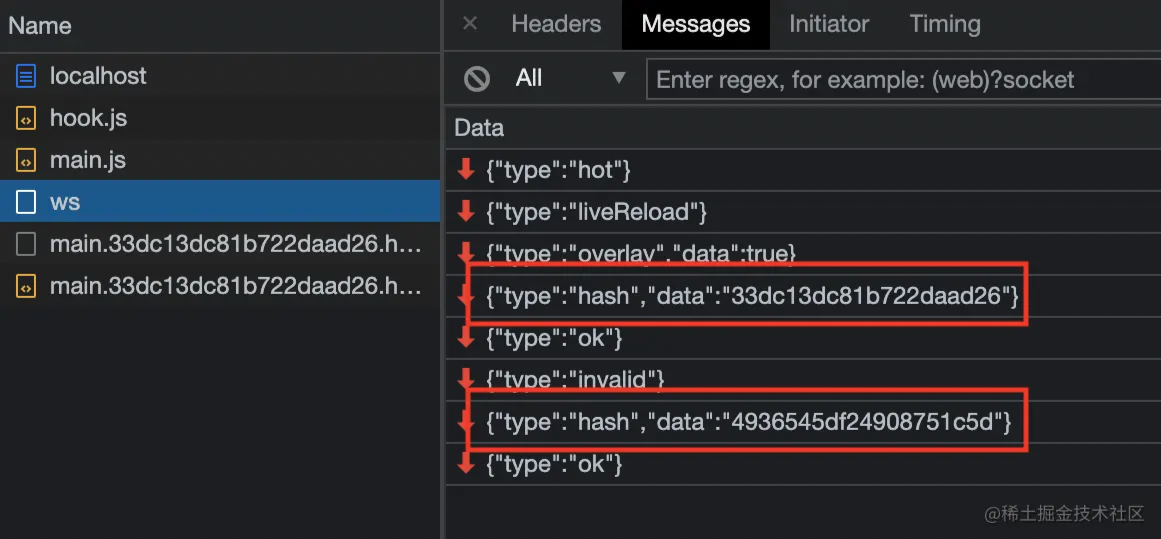 Name
localhost
hook.js
main.js
ws
main.33dc13dc81b722daad26.h...
main.33dc13dc81b722daad26.h...
× Headers Messages Initiator Timing
All ▼ Enter regex, for example: (web)?socket
Data
{"type":"hot"}
{"type":"liveReload"}
{"type":"overlay","data":true}
{"type":"hash","data":"33dc13dc81b722daad26"}
{"type":"ok"}
{"type":"invalid"}
{"type":"hash","data":"4936545df24908751c5d"}
{"type":"ok"}
@稀土掘金技术社区